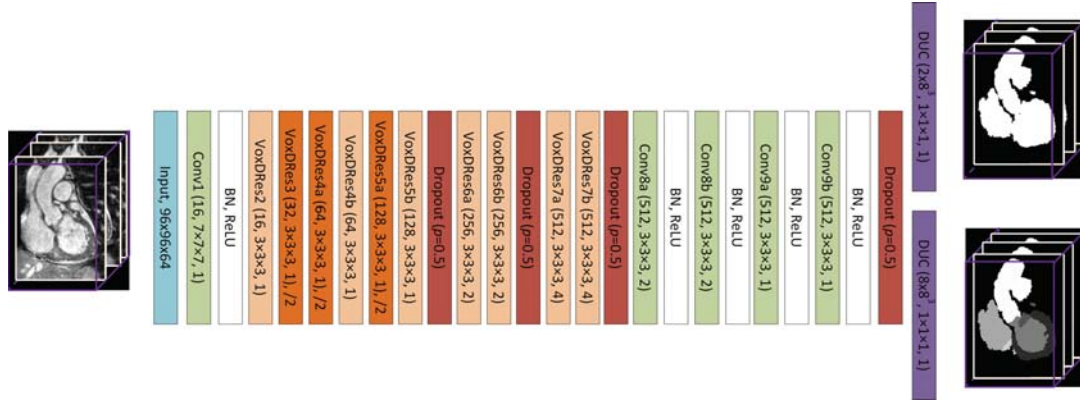 Input, 96x96x64
Conv1 (16, 7×7×7, 1)
BN, ReLU
VoxDRes2 (16, 3×3×3, 1)
VoxDRes3 (32, 3×3×3, 1), /2
VoxDRes4a (64, 3×3×3, 1), /2
VoxDRes4b (64, 3×3×3, 1)
VoxDRes5a (128, 3×3×3, 1), /2
VoxDRes5b (128, 3×3×3, 1)
Dropout (p=0.5)
VoxDRes6a (256, 3×3×3, 2)
VoxDRes6b (256, 3×3×3, 2)
Dropout (p=0.5)
VoxDRes7a (512, 3×3×3, 4)
VoxDRes7b (512, 3×3×3, 4)
Dropout (p=0.5)
Conv8a (512, 3×3×3, 2)
BN, ReLU
Conv8b (512, 3×3×3, 2)
BN, ReLU
Conv9a (512, 3×3×3, 1)
BN, ReLU
Conv9b (512, 3×3×3, 1)
BN, ReLU
Dropout (p=0.5)
DUC (2x8³, 1×1×1, 1)
DUC (8x8³, 1×1×1, 1)